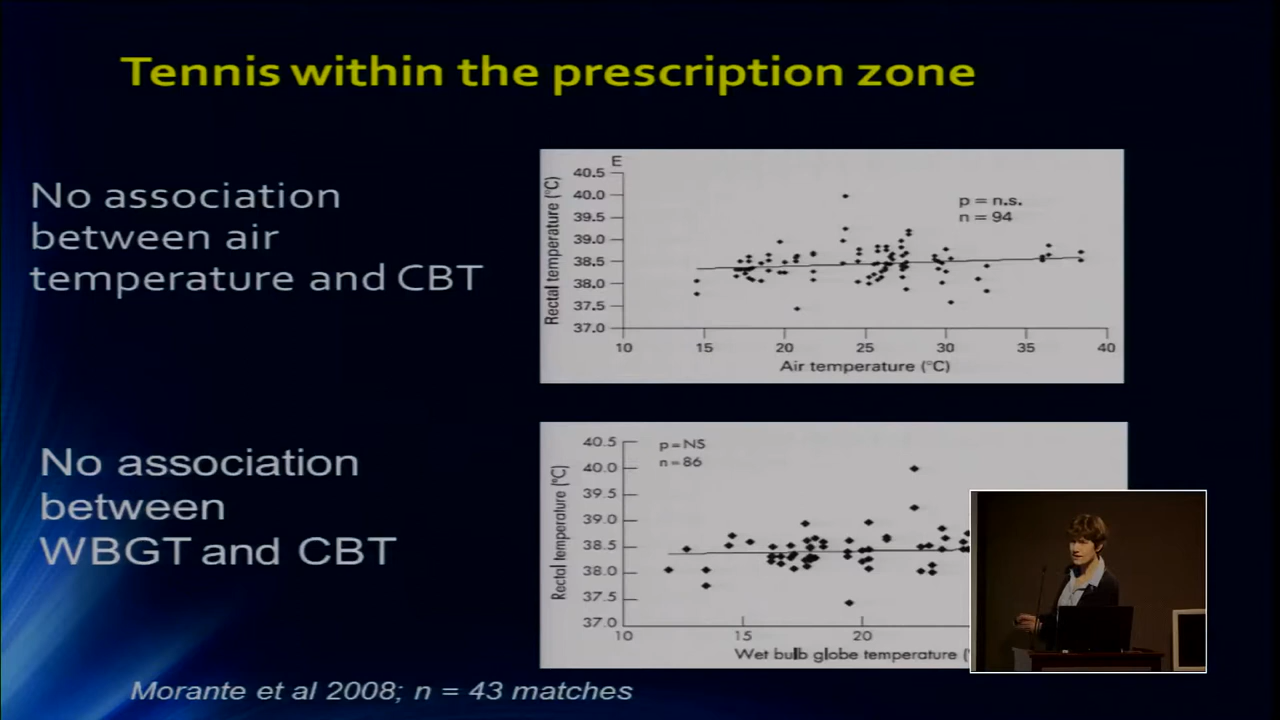 Tennis within the prescription zone
No association
between air
temperature and CBT
E
40.5
40.0
39.5
39.0
38.5
38.0
37.5
37.0
Rectal temperature (°C)
p = n.s.
n = 94
10 15 20 25 30 35 40
Air temperature (°C)
No association
between
WBGT and CBT
40.5
40.0
39.5
39.0
38.5
38.0
37.5
37.0
Rectal temperature (°C)
p = NS
n = 86
10 15 20
Wet bulb globe temperature (°
Morante et al 2008; n = 43 matches